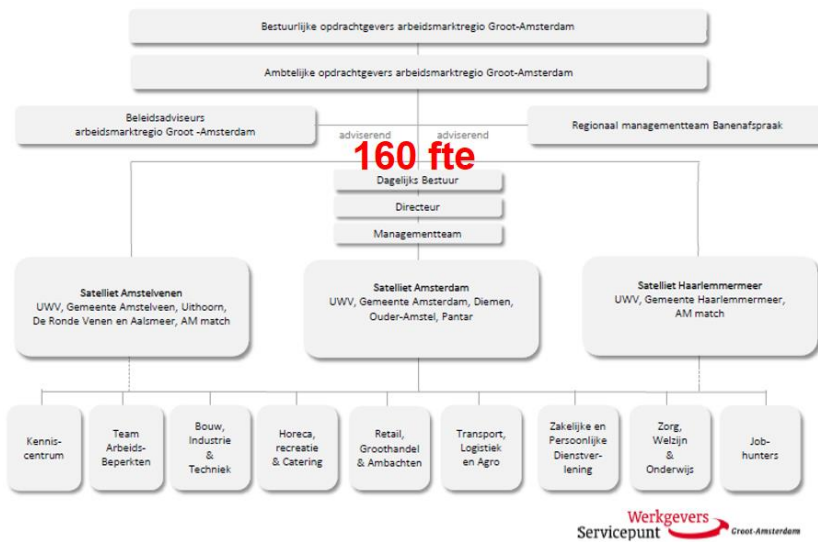 Bestuurlijke opdrachtgevers arbeidsmarktregio Groot-Amsterdam
Ambtelijke opdrachtgevers arbeidsmarktregio Groot-Amsterdam
Beleidsadviseurs
arbeidsmarktregio Groot -Amsterdam
adviserend
adviserend
Regionaal managementteam Banenafspraak
160 fte
Dagelijks Bestuur
Directeur
Managementteam
Satelliet Amstelvenen
UWV, Gemeente Amstelveen, Uithoorn,
De Ronde Venen en Aalsmeer, AM match
Satelliet Amsterdam
UWV, Gemeente Amsterdam, Diemen,
Ouder-Amstel, Pantar
Satelliet Haarlemmermeer
UWV, Gemeente Haarlemmermeer,
AM match
Kennis-
centrum
Team
Arbeids-
Beperkten
Bouw,
Industrie
&
Techniek
Horeca,
recreatie
& Catering
Retail,
Groothandel
& Ambachten
Transport,
Logistiek
en Agro
Zakelijke en
Persoonlijke
Dienstver-
lening
Zorg,
Welzijn
&
Onderwijs
Job-
hunters
Werkgevers
Servicepunt
Groot-Amsterdam